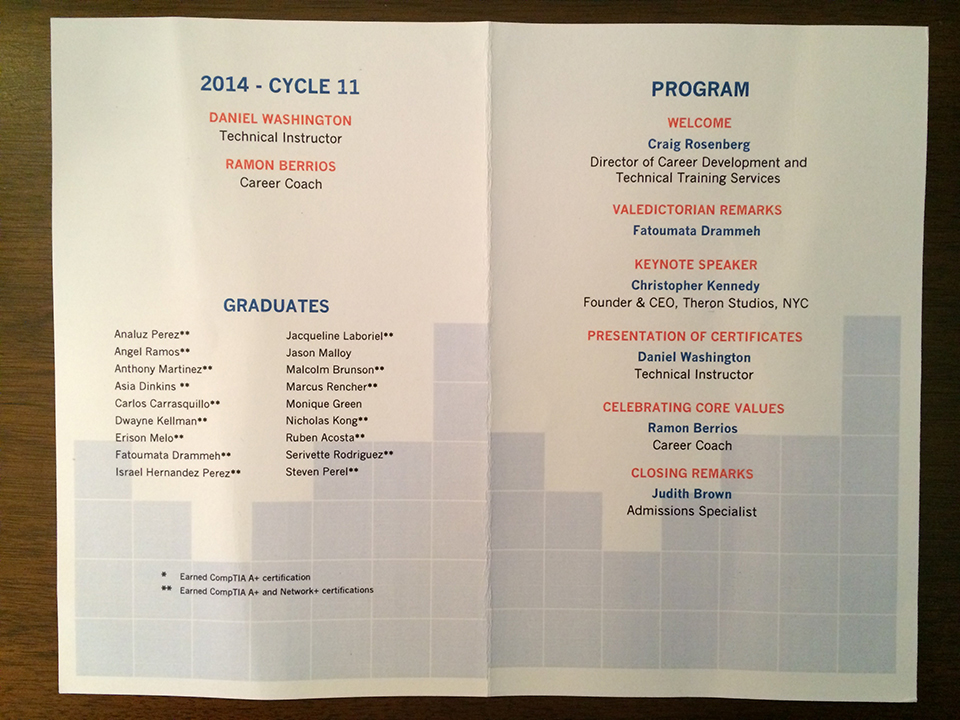 2014 - CYCLE 11
DANIEL WASHINGTON
Technical Instructor
RAMON BERRIOS
Career Coach
GRADUATES
Analuz Perez**
Angel Ramos**
Anthony Martinez**
Asia Dinkins **
Carlos Carrasquillo**
Dwayne Kellman**
Erison Melo**
Fatoumata Drammeh**
Israel Hernandez Perez**
Jacqueline Laboriel**
Jason Malloy
Malcolm Brunson**
Marcus Rencher**
Monique Green
Nicholas Kong**
Ruben Acosta**
Serivette Rodriguez**
Steven Perel**
* Earned CompTIA A+ certification
** Earned CompTIA A+ and Network+ certifications
PROGRAM
WELCOME
Craig Rosenberg
Director of Career Development and
Technical Training Services
VALEDICTORIAN REMARKS
Fatoumata Drammeh
KEYNOTE SPEAKER
Christopher Kennedy
Founder & CEO, Theron Studios, NYC
PRESENTATION OF CERTIFICATES
Daniel Washington
Technical Instructor
CELEBRATING CORE VALUES
Ramon Berrios
Career Coach
CLOSING REMARKS
Judith Brown
Admissions Specialist